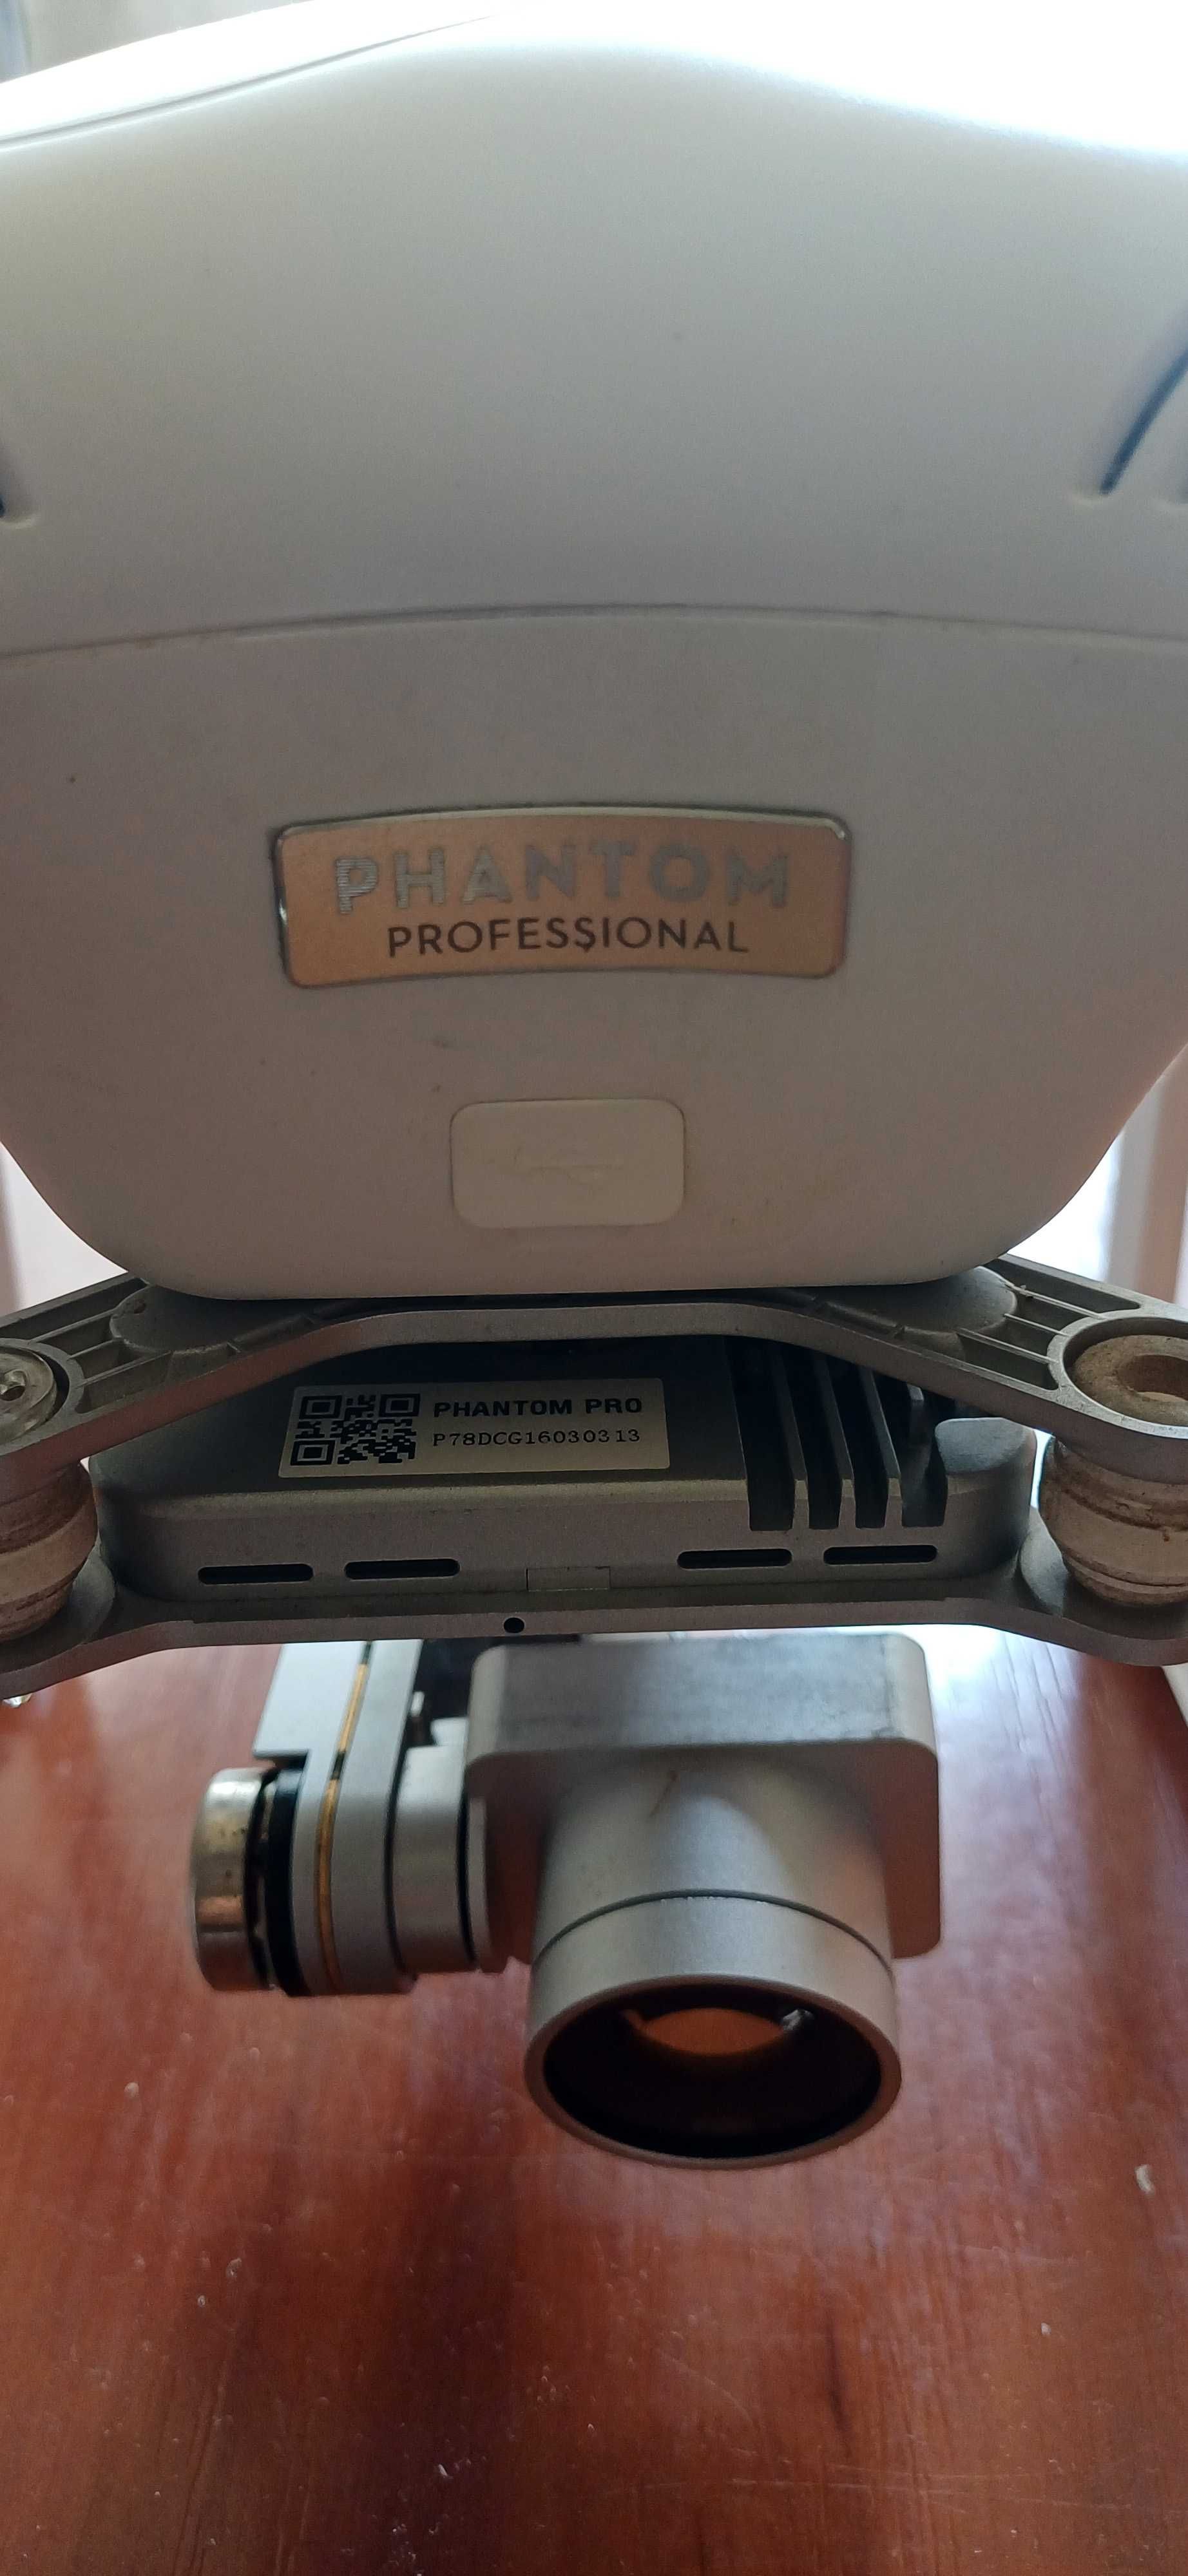 PHANTOM
PROFESSIONAL
PHANTOM PRO
P78DCG16030313